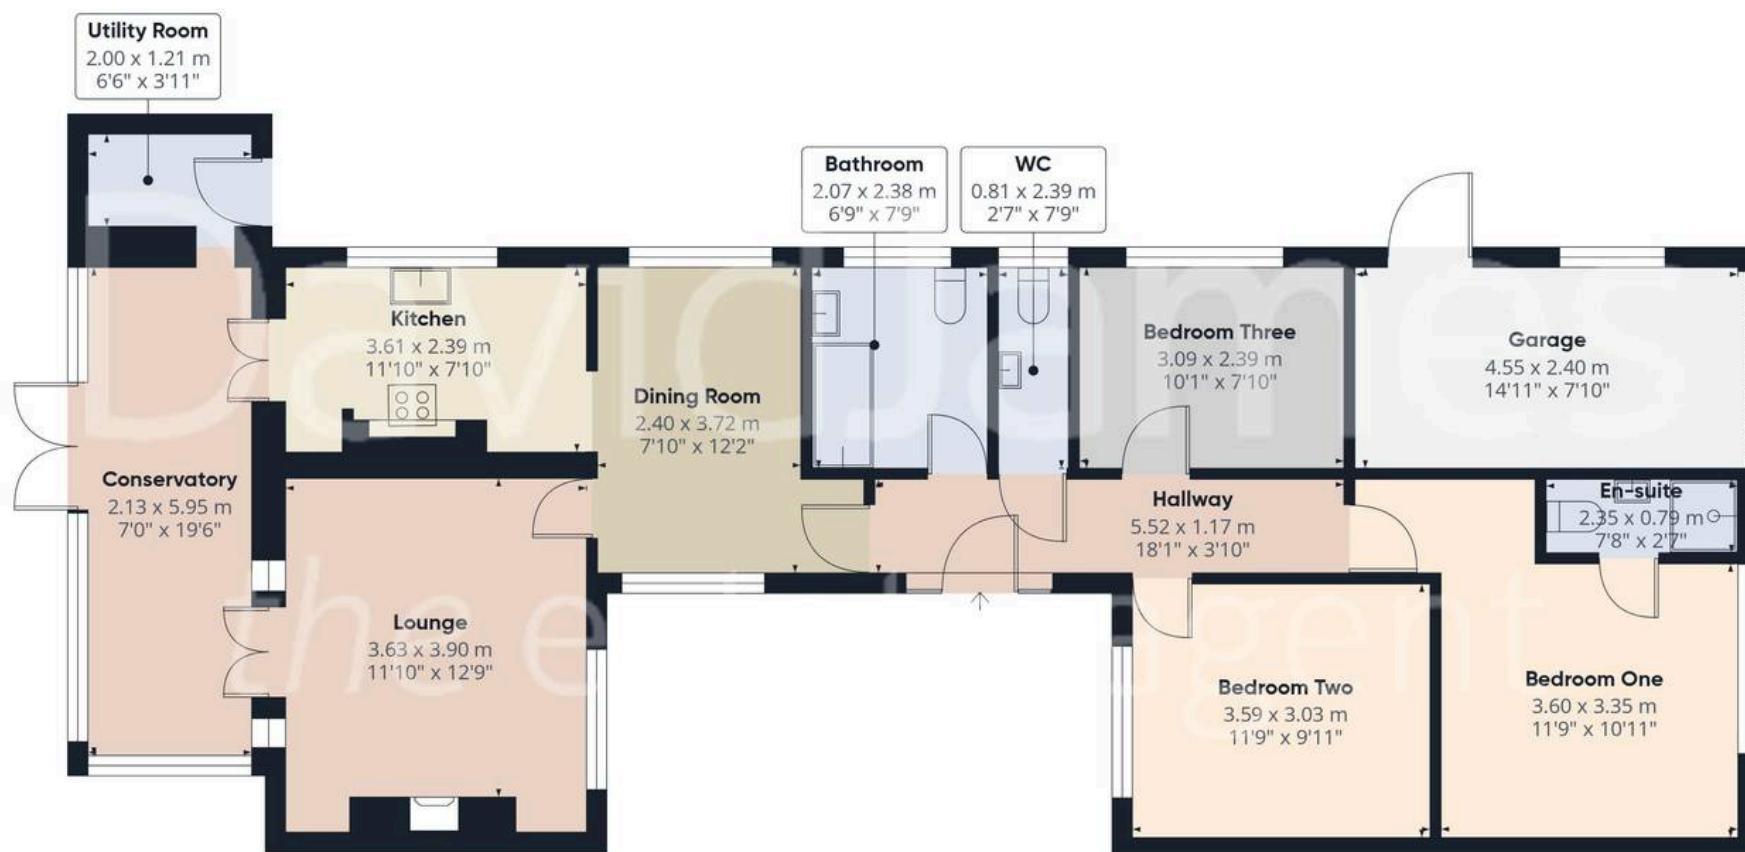 Utility Room
2.00 x 1.21 m
6'6" x 3'11"
Bathroom
2.07 x 2.38 m
6'9" x 7'9"
WC
0.81 x 2.39 m
2'7" x 7'9"
Kitchen
3.61 x 2.39 m
11'10" x 7'10"
Dining Room
2.40 x 3.72 m
7'10" x 12'2"
Bedroom Three
3.09 x 2.39 m
10'1" x 7'10"
Garage
4.55 x 2.40 m
14'11" x 7'10"
Conservatory
2.13 x 5.95 m
7'0" x 19'6"
Hallway
5.52 x 1.17 m
18'1" x 3'10"
En-suite
2.35 x 0.79 m
7'8" x 2'7"
Lounge
3.63 x 3.90 m
11'10" x 12'9"
Bedroom Two
3.59 x 3.03 m
11'9" x 9'11"
Bedroom One
3.60 x 3.35 m
11'9" x 10'11"
David James
the e agent